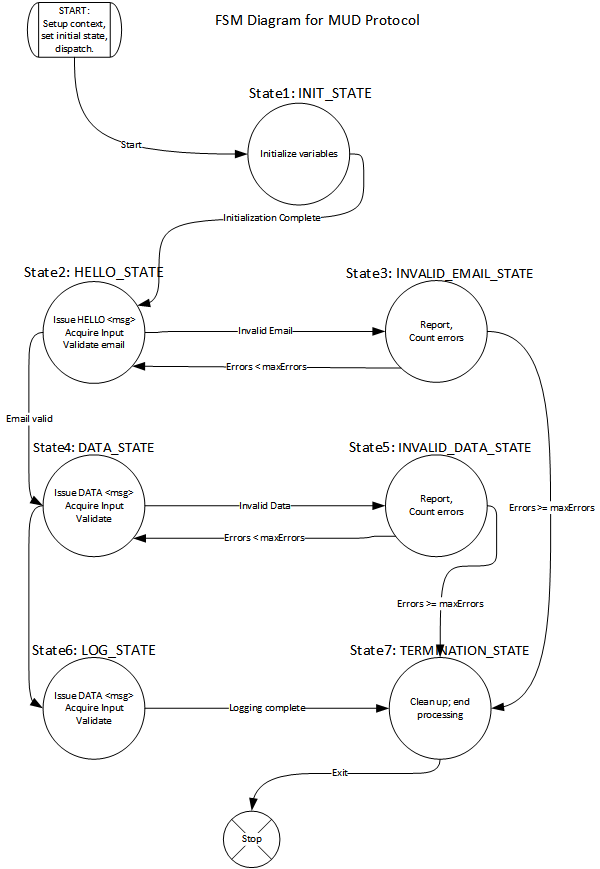 START:
Setup context,
set initial state,
dispatch.
FSM Diagram for MUD Protocol
State1: INIT_STATE
Start
Initialize variables
Initialization Complete
State2: HELLO_STATE
State3: INVALID_EMAIL_STATE
Issue HELLO <msg>
Acquire Input
Validate email
Invalid Email
Report,
Count errors
Errors < maxErrors
Email valid
State4: DATA_STATE
State5: INVALID_DATA_STATE
Issue DATA <msg>
Acquire Input
Validate
Invalid Data
Report,
Count errors
Errors >= maxErrors
Errors < maxErrors
Errors >= maxErrors
State6: LOG_STATE
State7: TERMINATION_STATE
Issue DATA <msg>
Acquire Input
Validate
Logging complete
Clean up; end
processing
Exit
Stop